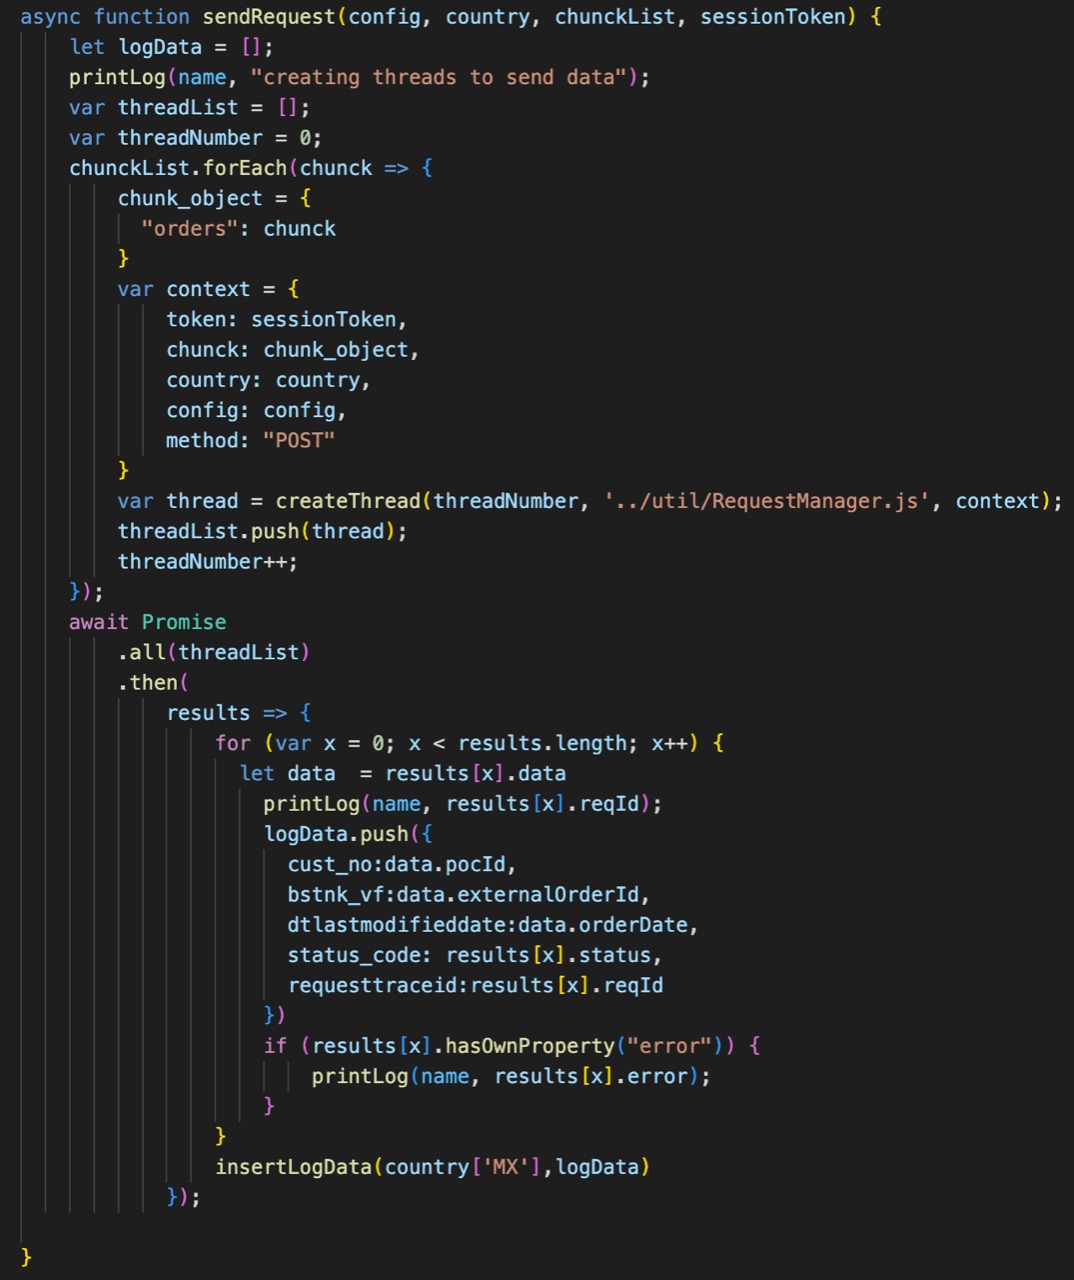 async function sendRequest(config, country, chunckList, sessionToken) {
let logData = [];
printLog(name, "creating threads to send data");
var threadList = [];
var threadNumber = 0;
chunckList.forEach(chunck => {
chunk_object = {
"orders": chunck
}
var context = {
token: sessionToken,
chunck: chunk_object,
country: country,
config: config,
method: "POST"
}
var thread = createThread(threadNumber, '../util/RequestManager.js', context);
threadList.push(thread);
threadNumber++;
});
await Promise
.all(threadList)
.then(
results => {
for (var x = 0; x < results.length; x++) {
let data  = results[x].data
printLog(name, results[x].reqId);
logData.push({
cust_no:data.pocId,
bstnk_vf:data.externalOrderId,
dtlastmodifieddate:data.orderDate,
status_code: results[x].status,
requesttraceid:results[x].reqId
})
if (results[x].hasOwnProperty("error")) {
printLog(name, results[x].error);
}
}
insertLogData(country['MX'],logData)
});
}